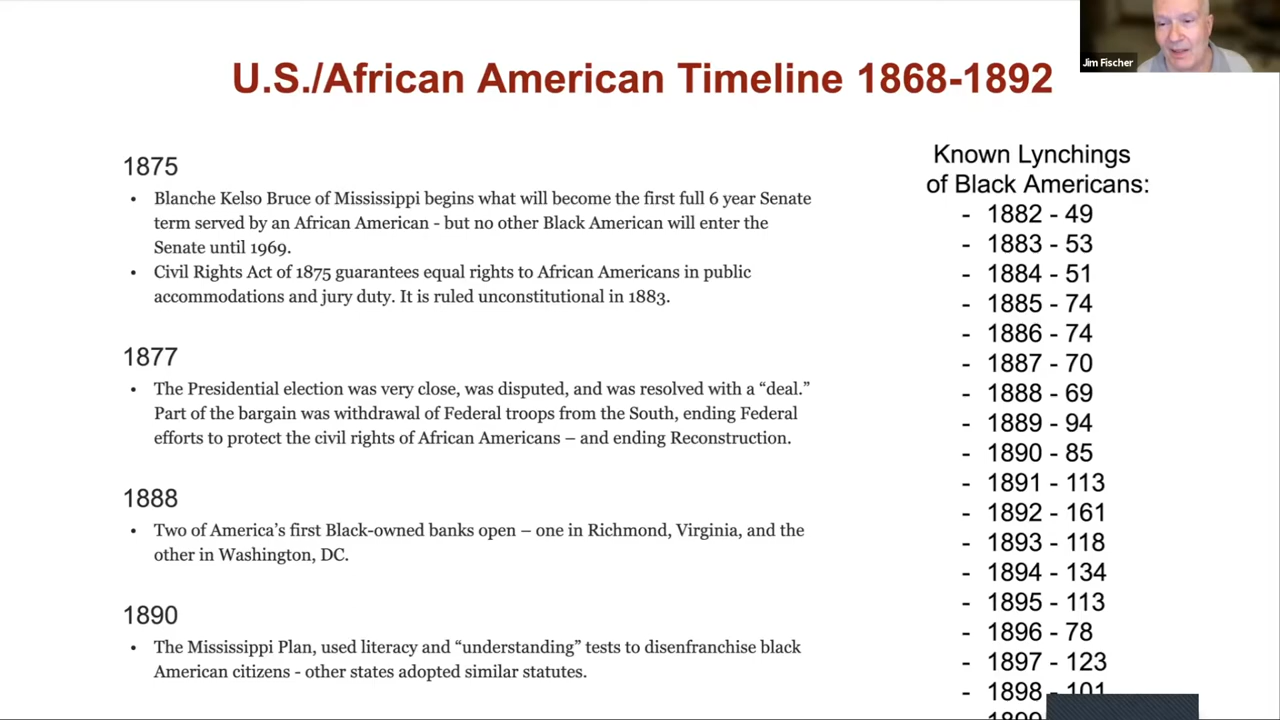 Jim Fischer
U.S./African American Timeline 1868-1892
1875
• Blanche Kelso Bruce of Mississippi begins what will become the first full 6 year Senate
term served by an African American - but no other Black American will enter the
Senate until 1969.
• Civil Rights Act of 1875 guarantees equal rights to African Americans in public
accommodations and jury duty. It is ruled unconstitutional in 1883.
1877
• The Presidential election was very close, was disputed, and was resolved with a “deal.”
Part of the bargain was withdrawal of Federal troops from the South, ending Federal
efforts to protect the civil rights of African Americans – and ending Reconstruction.
1888
• Two of America’s first Black-owned banks open – one in Richmond, Virginia, and the
other in Washington, DC.
1890
• The Mississippi Plan, used literacy and “understanding” tests to disenfranchise black
American citizens - other states adopted similar statutes.
Known Lynchings
of Black Americans:
- 1882 - 49
- 1883 - 53
- 1884 - 51
- 1885 - 74
- 1886 - 74
- 1887 - 70
- 1888 - 69
- 1889 - 94
- 1890 - 85
- 1891 - 113
- 1892 - 161
- 1893 - 118
- 1894 - 134
- 1895 - 113
- 1896 - 78
- 1897 - 123
- 1898 - 101